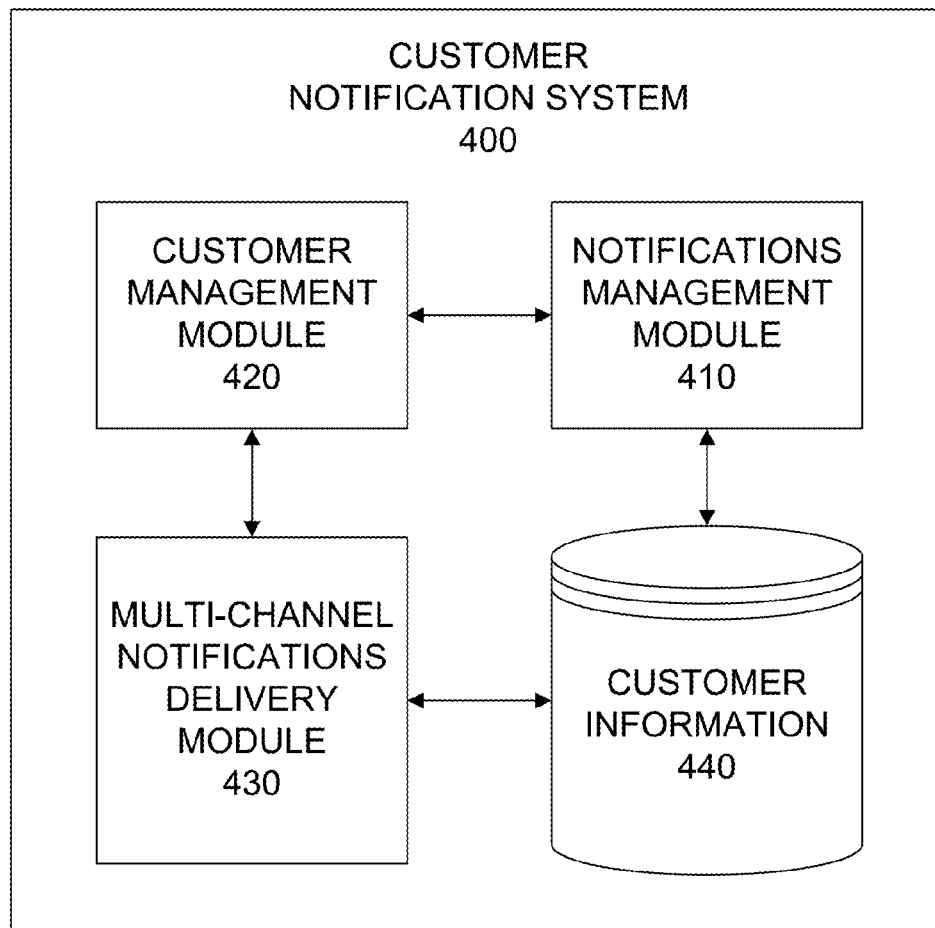 CUSTOMER
NOTIFICATION SYSTEM
400
CUSTOMER
MANAGEMENT
MODULE
420
NOTIFICATIONS
MANAGEMENT
MODULE
410
MULTI-CHANNEL
NOTIFICATIONS
DELIVERY
MODULE
430
CUSTOMER
INFORMATION
440